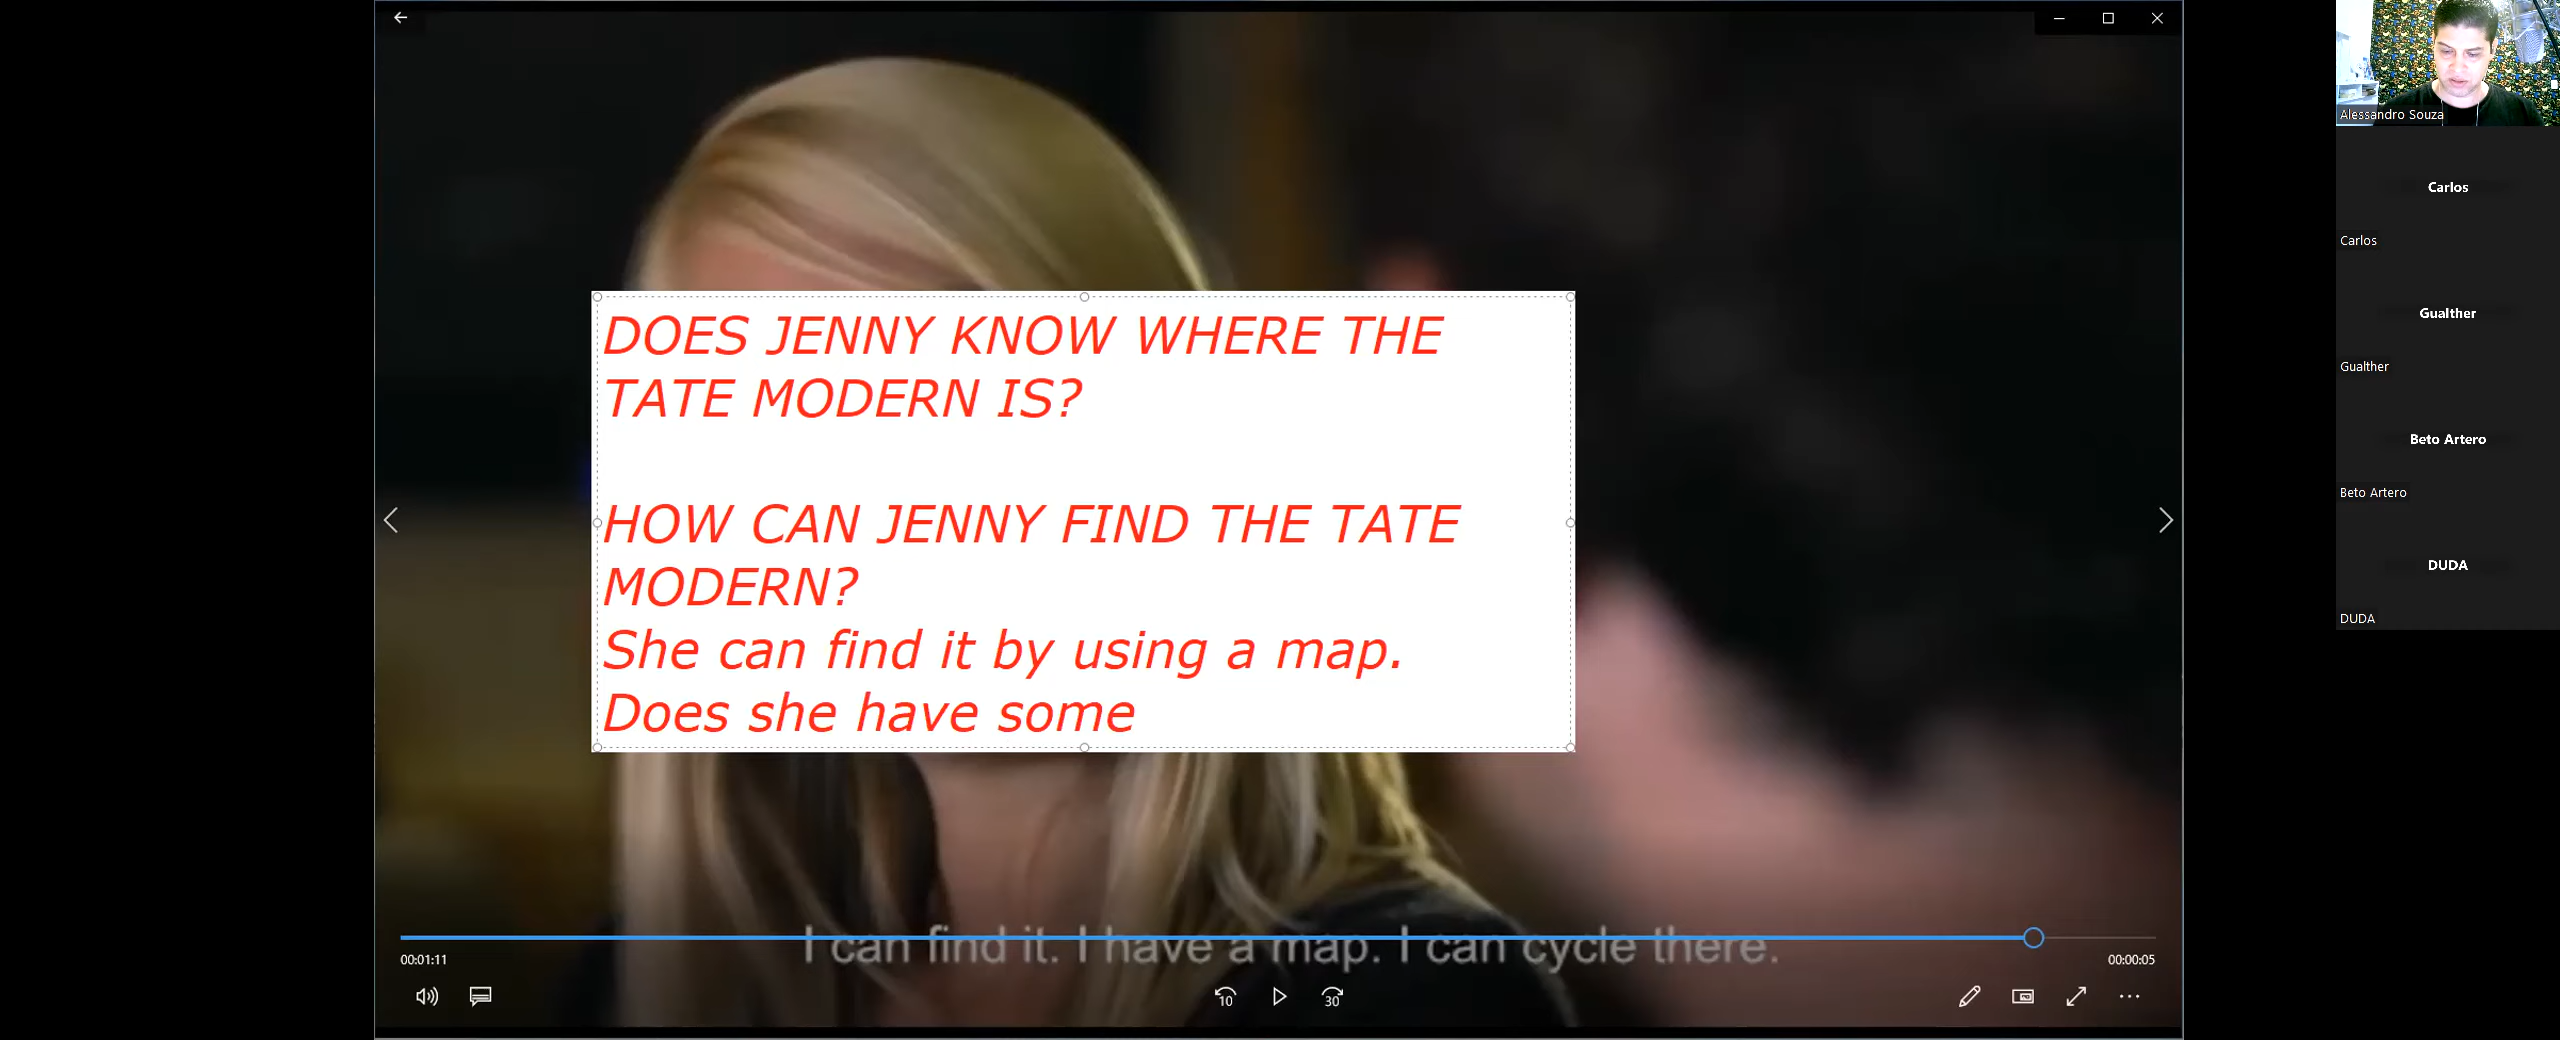 DOES JENNY KNOW WHERE THE
TATE MODERN IS?
HOW CAN JENNY FIND THE TATE
MODERN?
She can find it by using a map.
Does she have some
I can find it. I have a map. I can cycle there.
00:01:11
00:00:05
10
30
Alessandro Souza
Carlos
Carlos
Gualther
Gualther
Beto Artero
Beto Artero
DUDA
DUDA